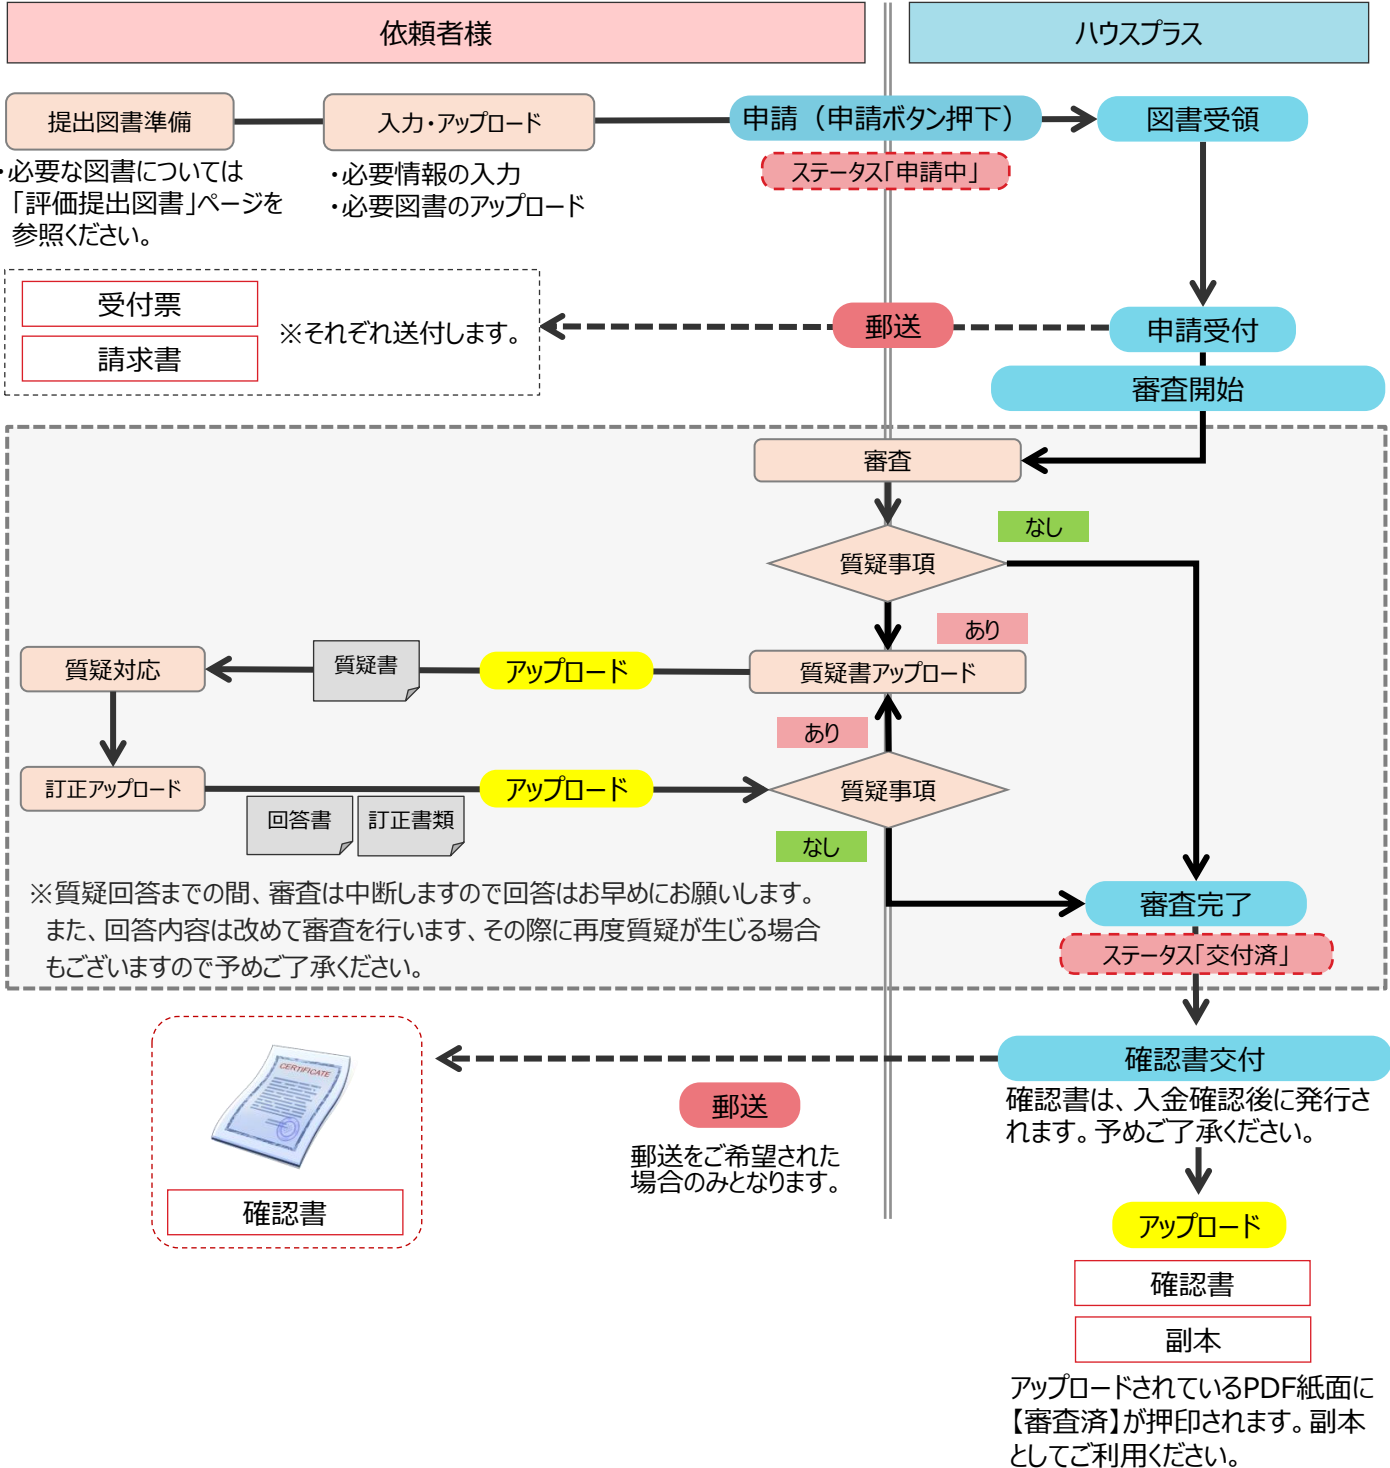 依頼者様
ハウスプラス
提出図書準備
入力・アップロード
申請（申請ボタン押下）
図書受領
・必要な図書については
「評価提出図書」ページを
参照ください。
・必要情報の入力
・必要図書のアップロード
ステータス「申請中」
受付票
請求書
※それぞれ送付します。
郵送
申請受付
審査開始
審査
質疑事項
なし
あり
質疑対応
質疑書
アップロード
質疑書アップロード
あり
訂正アップロード
アップロード
質疑事項
回答書
訂正書類
なし
※質疑回答までの間、審査は中断しますので回答はお早めにお願いします。
また、回答内容は改めて審査を行います、その際に再度質疑が生じる場合
もございますので予めご了承ください。
審査完了
ステータス「交付済」
CERTIFICATE
確認書
郵送
郵送をご希望された
場合のみとなります。
確認書交付
確認書は、入金確認後に発行さ
れます。予めご了承ください。
アップロード
確認書
副本
アップロードされているPDF紙面に
【審査済】が押印されます。副本
としてご利用ください。